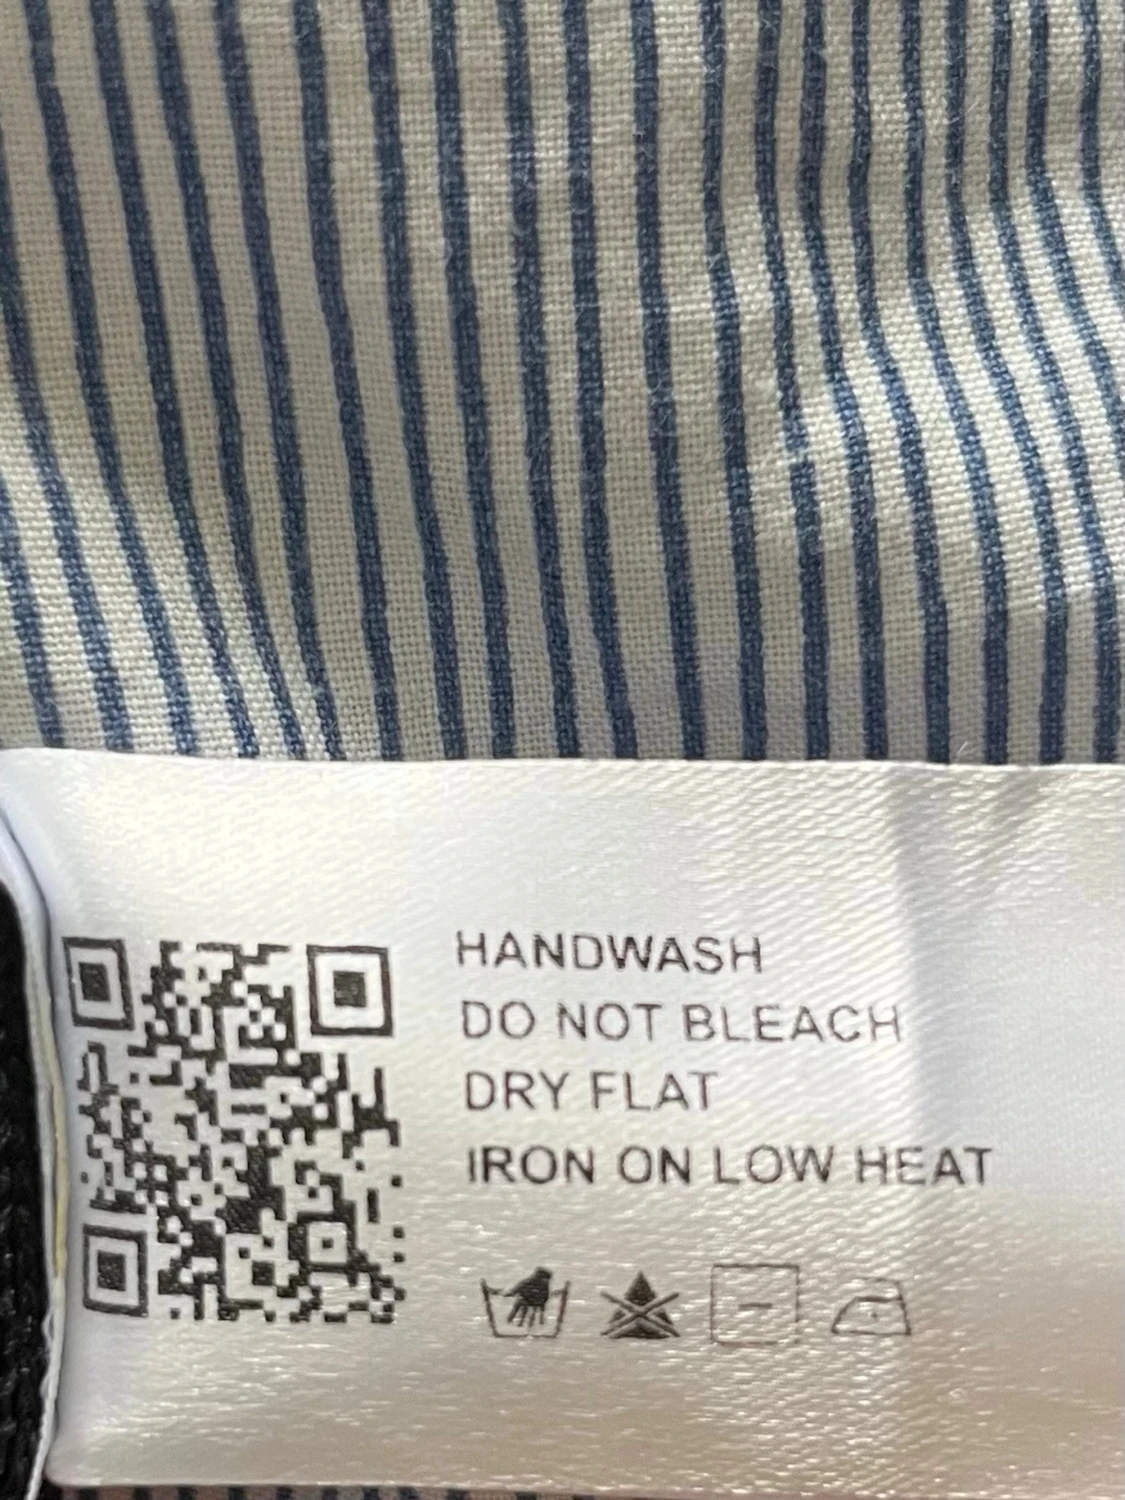 HANDWASH
DO NOT BLEACH
DRY FLAT
IRON ON LOW HEAT